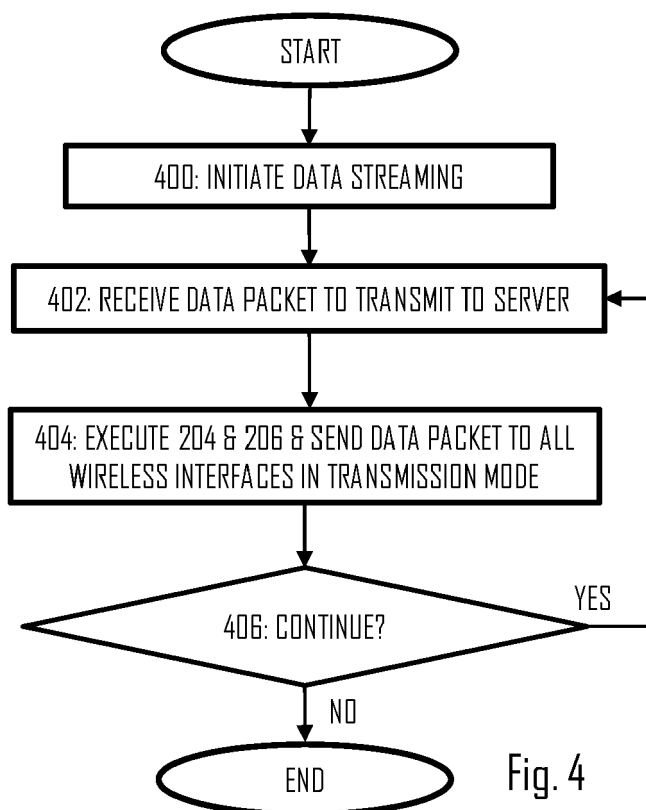 START
400: INITIATE DATA STREAMING
402: RECEIVE DATA PACKET TO TRANSMIT TO SERVER
404: EXECUTE 204 & 206 & SEND DATA PACKET TO ALL
WIRELESS INTERFACES IN TRANSMISSION MODE
406: CONTINUE?
YES
NO
END
Fig. 4